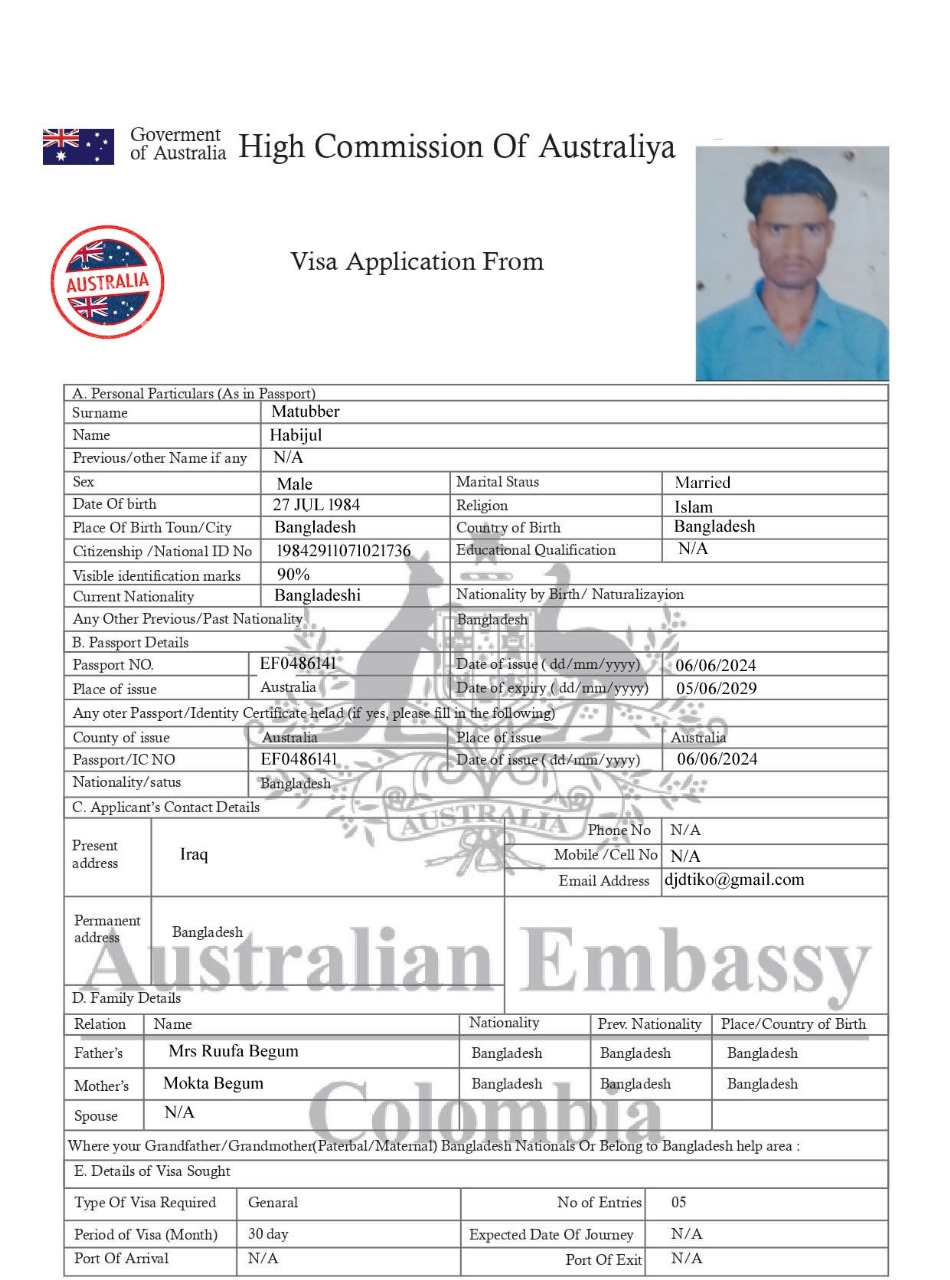 Goverment
of Australia High Commission Of Australiya
AUSTRALIA
Visa Application From
A. Personal Particulars (As in Passport)
Surname Matubber
Name Habijul
Previous/other Name if any N/A
Sex Male Marital Staus Married
Date Of birth 27 JUL 1984 Religion Islam
Place Of Birth Toun/City Bangladesh Country of Birth Bangladesh
Citizenship /National ID No 19842911071021736 Educational Qualification N/A
Visible identification marks 90%
Current Nationality Bangladeshi Nationality by Birth/ Naturalizayion
Any Other Previous/Past Nationality Bangladesh
B. Passport Details
Passport NO. EF0486141 Date of issue ( dd/mm/yyyy) 06/06/2024
Place of issue Australia Date of expiry ( dd/mm/yyyy) 05/06/2029
Any oter Passport/Identity Certificate helad (if yes, please fill in the following)
County of issue Australia Place of issue Australia
Passport/IC NO EF0486141 Date of issue ( dd/mm/yyyy) 06/06/2024
Nationality/satus Bangladesh
C. Applicant's Contact Details
AUSTRALIA
Present address Iraq Phone No N/A
Mobile /Cell No N/A
Email Address djdtiko@gmail.com
Permanent address Bangladesh
Australian Embassy
D. Family Details
Relation Name Nationality Prev. Nationality Place/Country of Birth
Father's Mrs Ruufa Begum Bangladesh Bangladesh Bangladesh
Mother's Mokta Begum Bangladesh Bangladesh Bangladesh
Colombia
Spouse N/A
Where your Grandfather/Grandmother(Paterbal/Maternal) Bangladesh Nationals Or Belong to Bangladesh help area :
E. Details of Visa Sought
Type Of Visa Required Genaral No of Entries 05
Period of Visa (Month) 30 day Expected Date Of Journey N/A
Port Of Arrival N/A Port Of Exit N/A